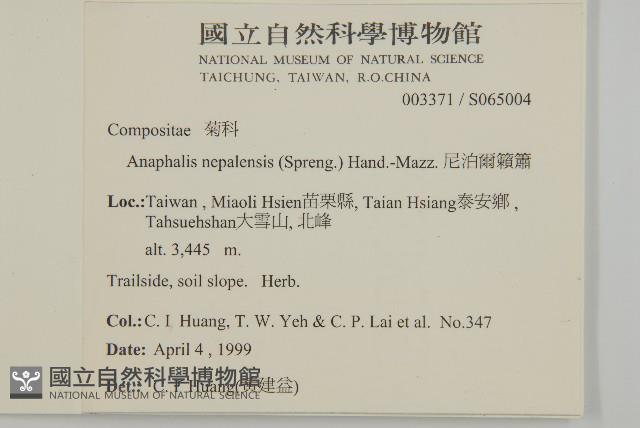 國立自然科學博物館
NATIONAL MUSEUM OF NATURAL SCIENCE
TAICHUNG, TAIWAN, R.O.CHINA
003371 / S065004
Compositae 菊科
Anaphalis nepalensis (Spreng.) Hand.-Mazz. 尼泊爾籟簫
Loc.:Taiwan , Miaoli Hsien苗栗縣, Taian Hsiang泰安鄉 ,
Tahsuehshan大雪山, 北峰
alt. 3,445 m.
Trailside, soil slope. Herb.
Col.:C. I Huang, T. W. Yeh & C. P. Lai et al. No.347
Date: April 4 , 1999
Det.: C. I Huang(黃建益)
國立自然科學博物館
NATIONAL MUSEUM OF NATURAL SCIENCE